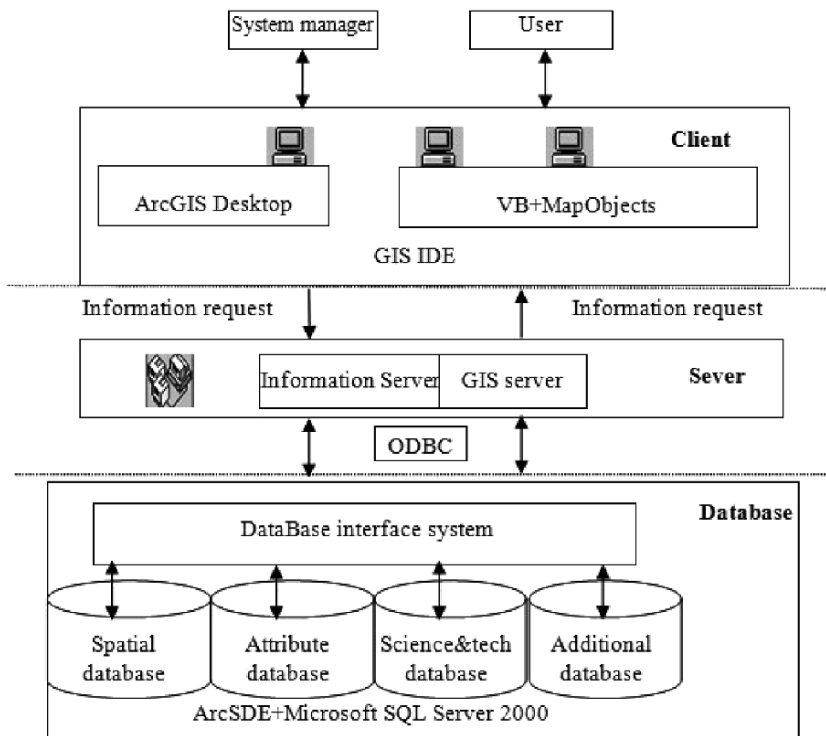 System manager
User
Client
ArcGIS Desktop
VB+MapObjects
GIS IDE
Information request
Information request
Information Server
GIS server
Sever
ODBC
Database
DataBase interface system
Spatial
database
Attribute
database
Science&tech
database
Additional
database
ArcSDE+Microsoft SQL Server 2000